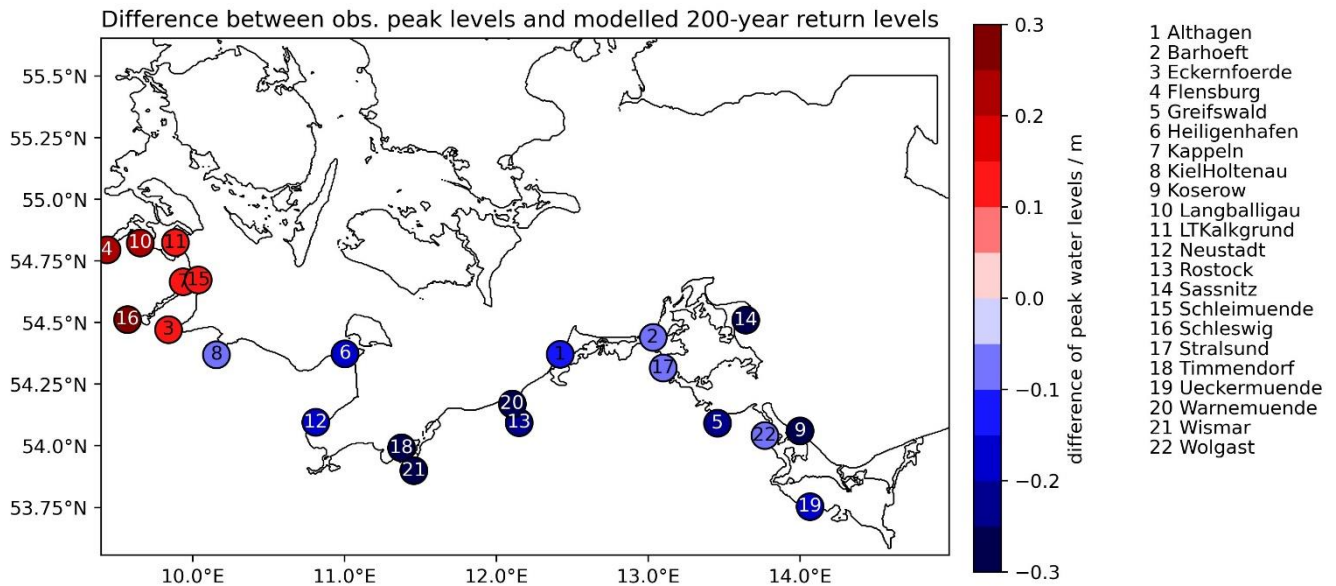 Difference between obs. peak levels and modelled 200-year return levels
55.5°N
55.25°N
55.0°N
54.75°N
54.5°N
54.25°N
54.0°N
53.75°N
10.0°E
11.0°E
12.0°E
13.0°E
14.0°E
4
10
11
7
15
16
3
8
6
12
18
21
20
13
1
2
17
14
5
22
9
19
0.3
0.2
0.1
0.0
−0.1
−0.2
−0.3
difference of peak water levels / m
1 Althagen
2 Barhoeft
3 Eckernfoerde
4 Flensburg
5 Greifswald
6 Heiligenhafen
7 Kappeln
8 KielHoltenau
9 Koserow
10 Langballigau
11 LTKalkgrund
12 Neustadt
13 Rostock
14 Sassnitz
15 Schleimuende
16 Schleswig
17 Stralsund
18 Timmendorf
19 Ueckermuende
20 Warnemuende
21 Wismar
22 Wolgast